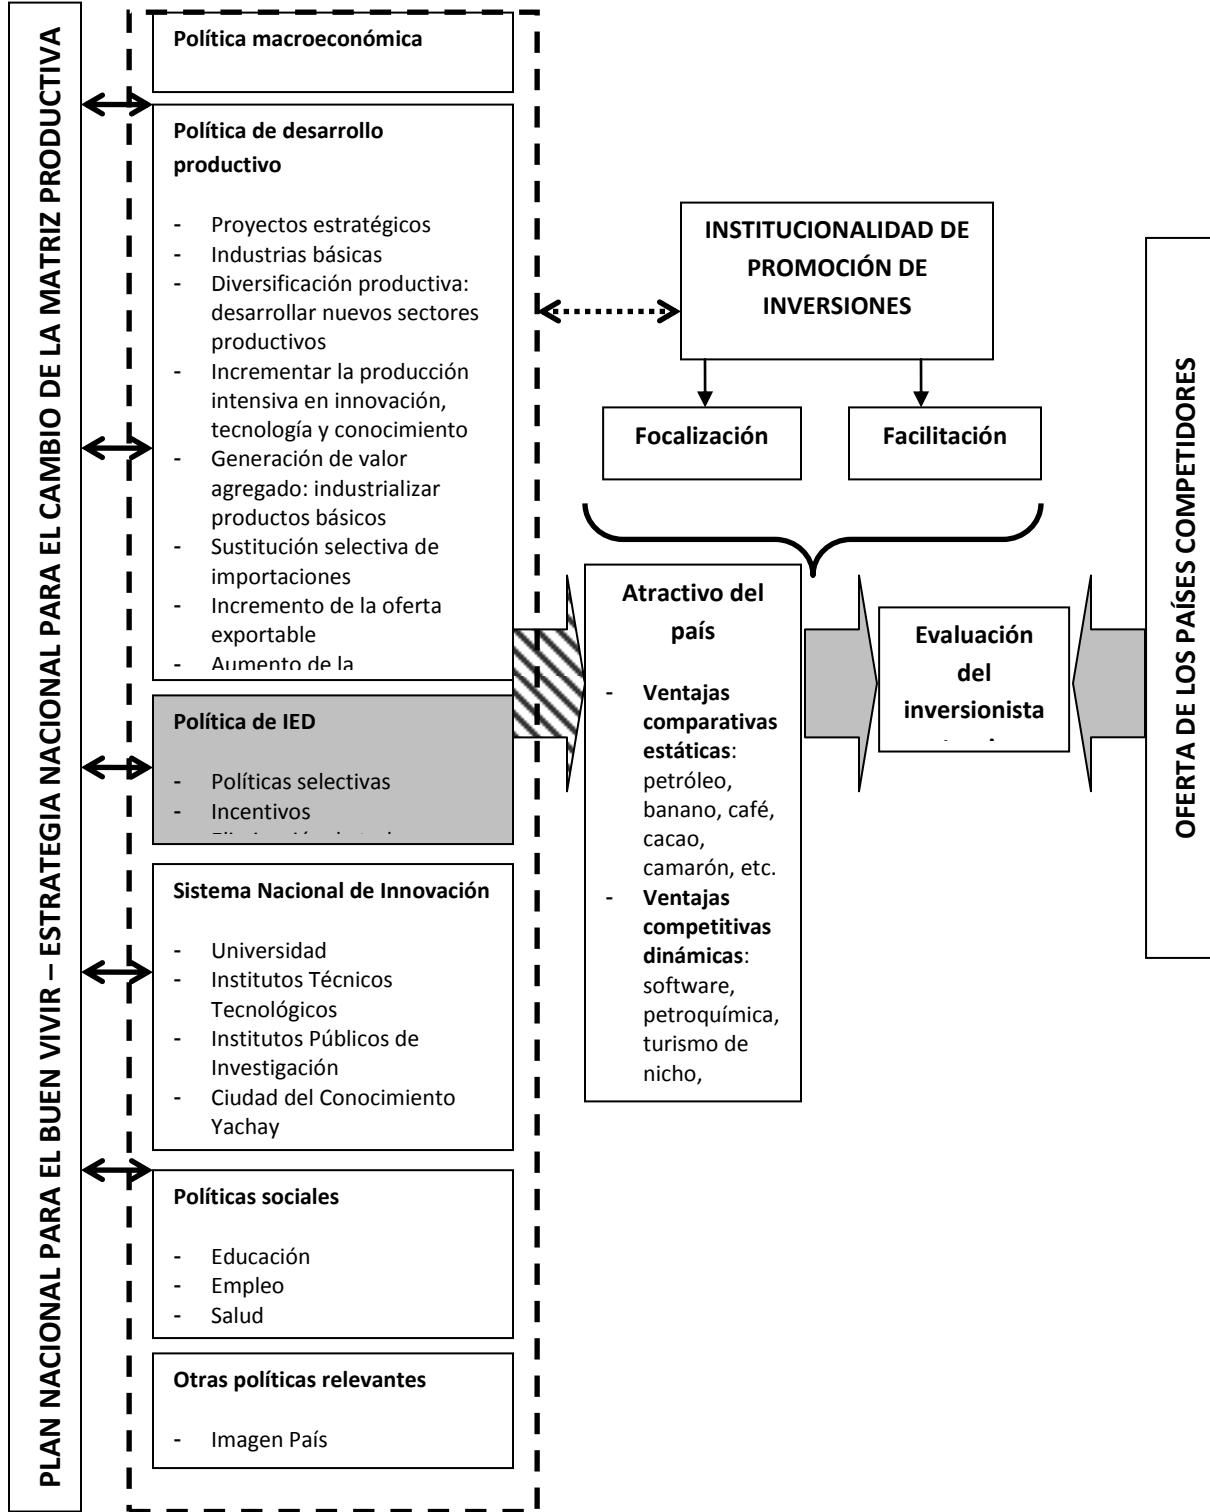 PLAN NACIONAL PARA EL BUEN VIVIR – ESTRATEGIA NACIONAL PARA EL CAMBIO DE LA MATRIZ PRODUCTIVA
Política macroeconómica
Política de desarrollo
productivo
- Proyectos estratégicos
- Industrias básicas
- Diversificación productiva:
desarrollar nuevos sectores
productivos
- Incrementar la producción
intensiva en innovación,
tecnología y conocimiento
- Generación de valor
agregado: industrializar
productos básicos
- Sustitución selectiva de
importaciones
- Incremento de la oferta
exportable
- Aumento de la
Política de IED
- Políticas selectivas
- Incentivos
Sistema Nacional de Innovación
- Universidad
- Institutos Técnicos
Tecnológicos
- Institutos Públicos de
Investigación
- Ciudad del Conocimiento
Yachay
Políticas sociales
- Educación
- Empleo
- Salud
Otras políticas relevantes
- Imagen País
INSTITUCIONALIDAD DE
PROMOCIÓN DE
INVERSIONES
Focalización
Facilitación
Atractivo del
país
- Ventajas
comparativas
estáticas:
petróleo,
banano, café,
cacao,
camarón, etc.
- Ventajas
competitivas
dinámicas:
software,
petroquímica,
turismo de
nicho,
Evaluación
del
inversionista
OFERTA DE LOS PAÍSES COMPETIDORES